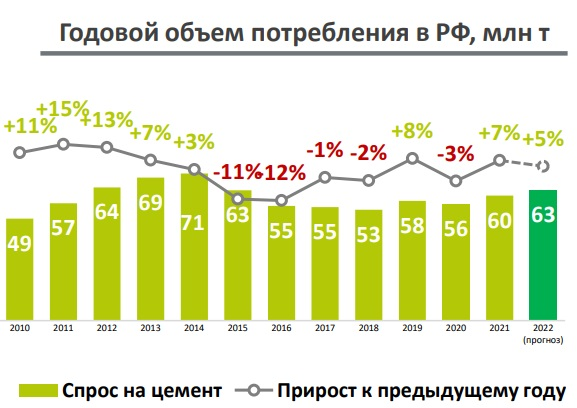 Годовой объем потребления в РФ, млн т
+11% +15% +13% +7% +3% -11% 12% -1% -2% +8% -3% +7% +5%
49 57 64 69 71 63 55 55 53 58 56 60 63
2010 2011 2012 2013 2014 2015 2016 2017 2018 2019 2020 2021 2022
(прогноз)
Спрос на цемент Прирост к предыдущему году